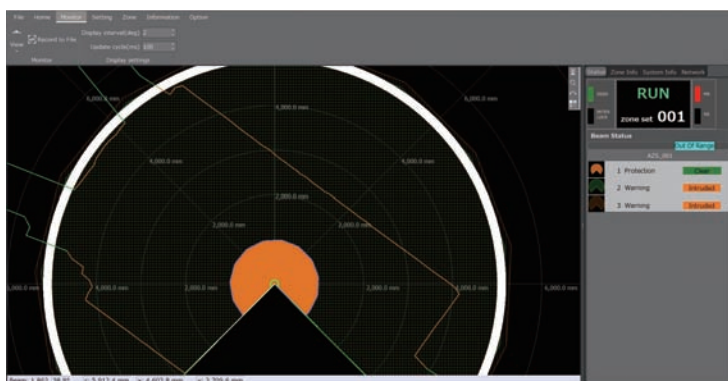 File Home Monitor Setting Zone Information Option
View
Record to File
Display interval(deg) 2
Update cycle(ms) 100
Monitor Display settings
Status Zone Info System Info Network
RUN
zone set 001
Beam Status
Out Of Range
AZS_001
1 Protection Clear
2 Warning Intruded
3 Warning Intruded
6,000.0 mm
4,000.0 mm
6,000.0 mm
4,000.0 mm
4,000.0 mm
2,000.0 mm
2,000.0 mm
2,000.0 mm
4,000.0 mm
2,000.0 mm
2,000.0 mm
4,000.0 mm
6,000.0 mm